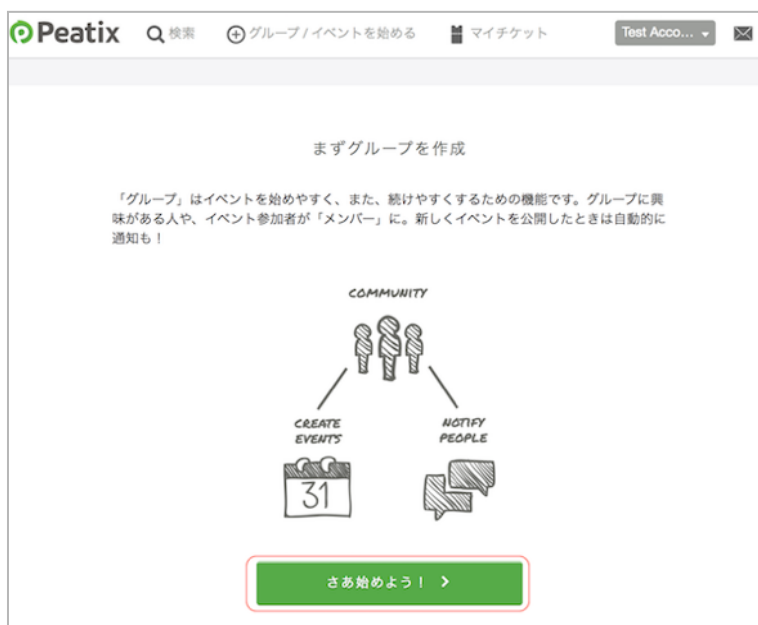 Peatix 検索 グループ / イベントを始める マイチケット Test Acco...
まずグループを作成
「グループ」はイベントを始めやすく、また、続けやすくするための機能です。グループに興
味がある人や、イベント参加者が「メンバー」に。新しくイベントを公開したときは自動的に
通知も！
COMMUNITY
CREATE
EVENTS
NOTIFY
PEOPLE
31
さあ始めよう！